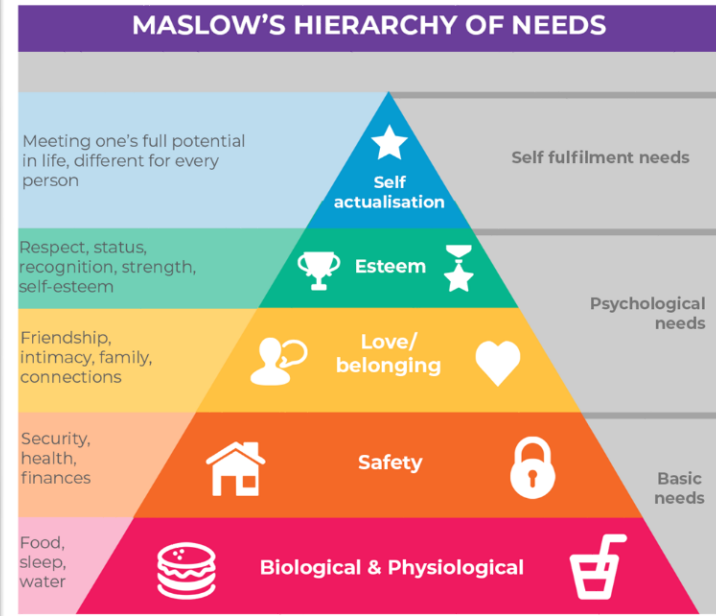 MASLOW'S HIERARCHY OF NEEDS
Meeting one's full potential
in life, different for every
person
Self
actualisation
Self fulfilment needs
Respect, status,
recognition, strength,
self-esteem
Esteem
Psychological
needs
Friendship,
intimacy, family,
connections
Love/
belonging
Security,
health,
finances
Safety
Basic
needs
Food,
sleep,
water
Biological & Physiological